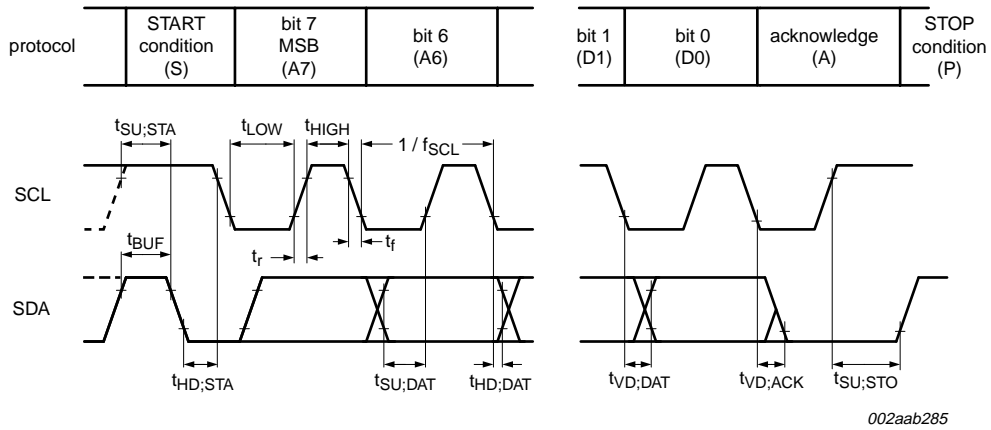 protocol
START
condition
(S)
bit 7
MSB
(A7)
bit 6
(A6)
bit 1
(D1)
bit 0
(D0)
acknowledge
(A)
STOP
condition
(P)
tSU;STA
tLOW
tHIGH
1 / fSCL
SCL
tBUF
tr
tf
SDA
tHD;STA
tSU;DAT
tHD;DAT
tVD;DAT
tVD;ACK
tSU;STO
002aab285